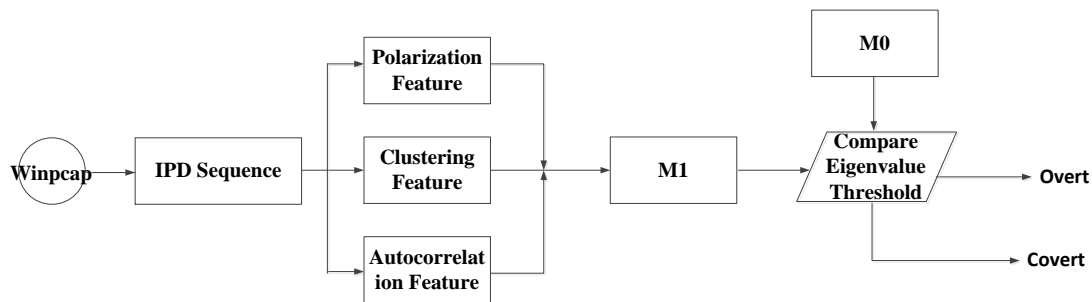 Winpcap
IPD Sequence
Polarization
Feature
Clustering
Feature
Autocorrelat
ion Feature
M1
M0
Compare
Eigenvalue
Threshold
Overt
Covert